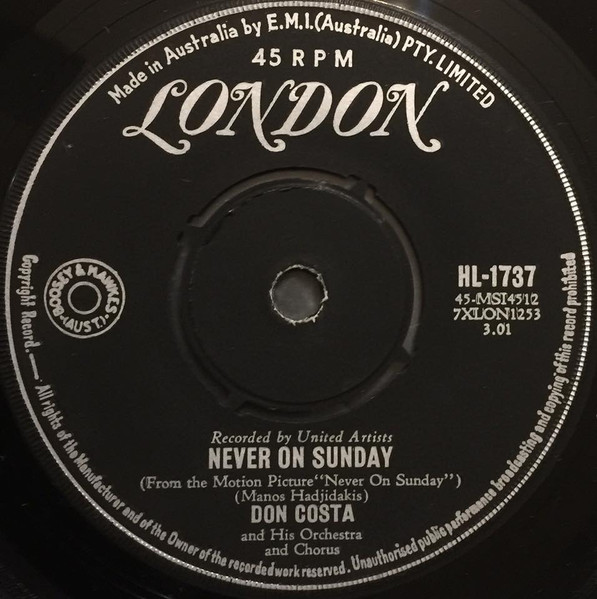 Made in Australia by E.M.I.(Australia) PTY. LIMITED
45 RPM
LONDON
BOOSEY & HAWKES
(AUST.)
HL-1737
45-MSI4512
7XLON1253
3.01
Recorded by United Artists
NEVER ON SUNDAY
(From the Motion Picture "Never On Sunday")
(Manos Hadjidakis)
DON COSTA
and His Orchestra
and Chorus
Copyright Record.— All rights of the Manufacturer and of the Owner of the recorded work reserved. Unauthorised public performance broadcasting and copying of this record prohibited